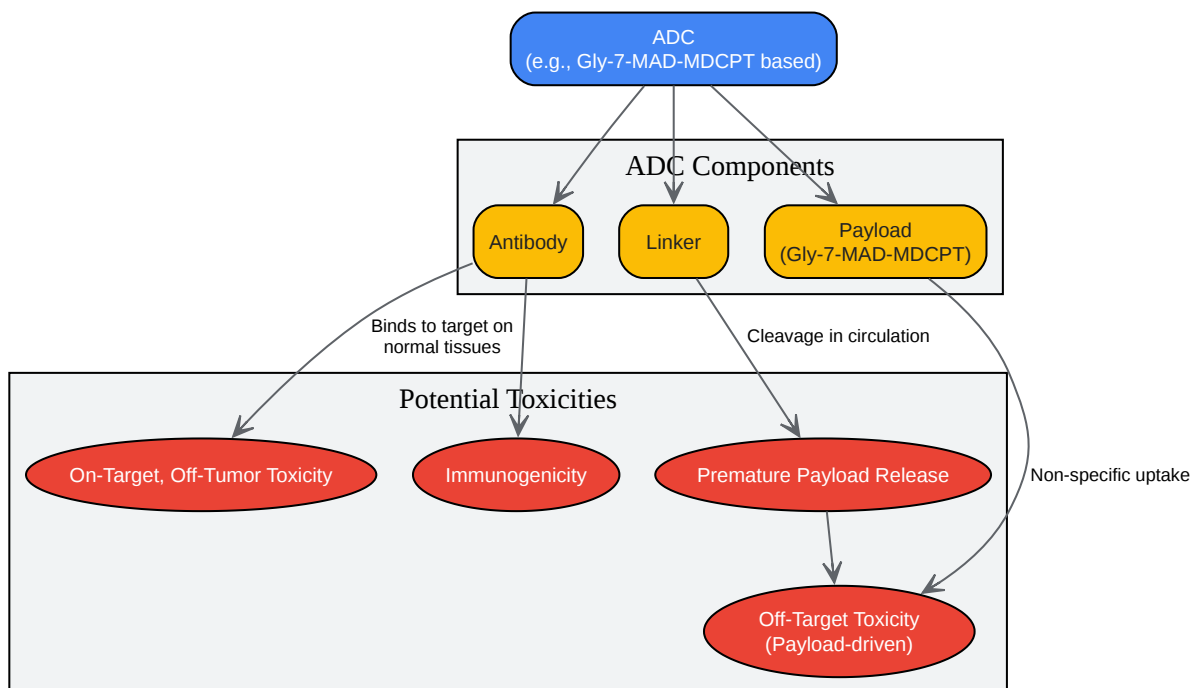 ADC
(e.g., Gly-7-MAD-MDCPT based)
ADC Components
Antibody
Linker
Payload
(Gly-7-MAD-MDCPT)
Binds to target on
normal tissues
Cleavage in circulation
Potential Toxicities
On-Target, Off-Tumor Toxicity
Immunogenicity
Premature Payload Release
Non-specific uptake
Off-Target Toxicity
(Payload-driven)